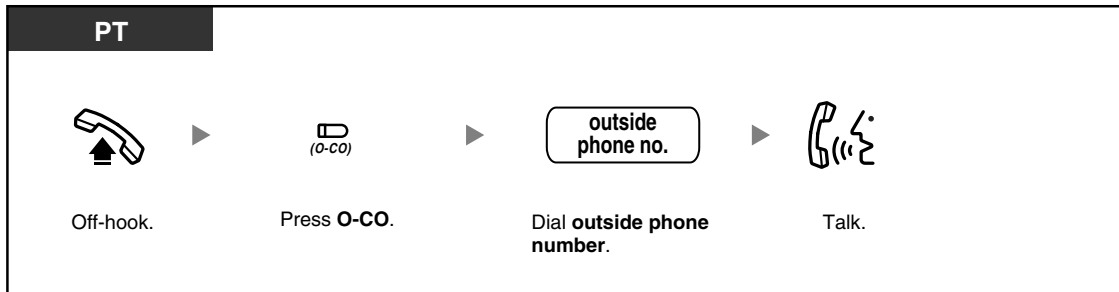 PT
(O-CO)
outside
phone no.
Off-hook.
Press O-CO.
Dial outside phone
number.
Talk.